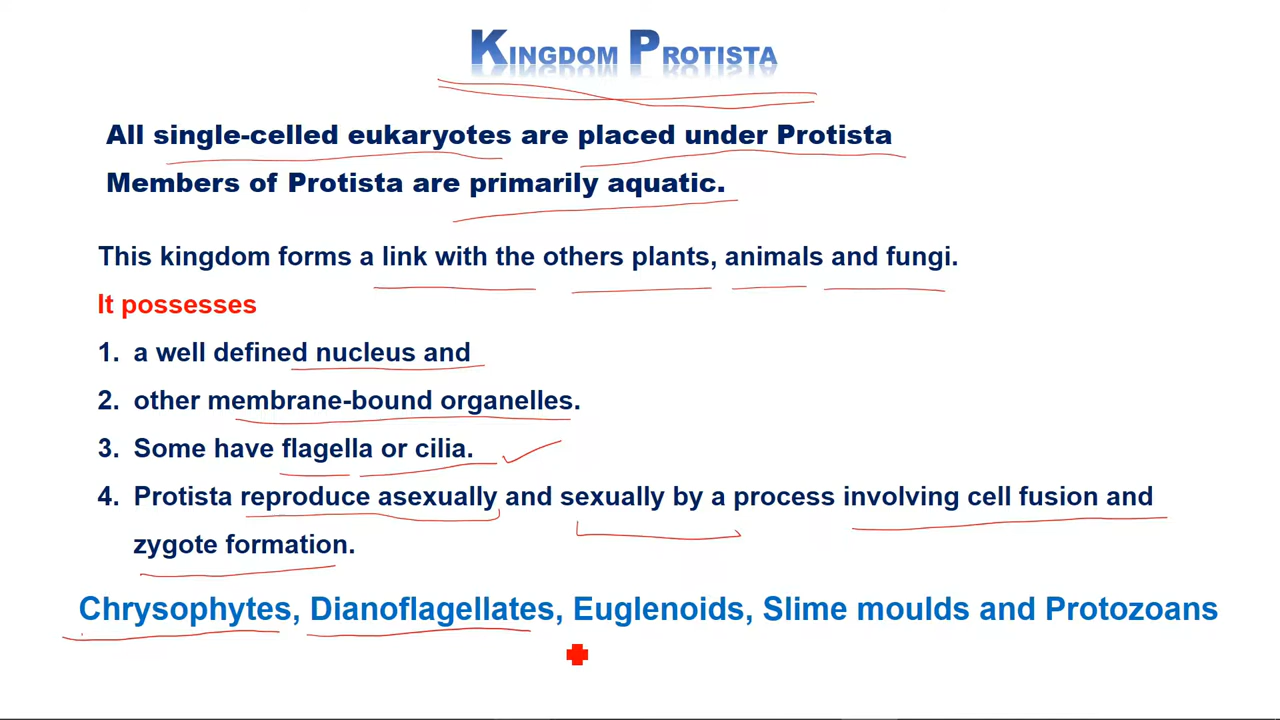 KINGDOM PROTISTA
All single-celled eukaryotes are placed under Protista
Members of Protista are primarily aquatic.
This kingdom forms a link with the others plants, animals and fungi.
It possesses
1. a well defined nucleus and
2. other membrane-bound organelles.
3. Some have flagella or cilia.
4. Protista reproduce asexually and sexually by a process involving cell fusion and
zygote formation.
Chrysophytes, Dianoflagellates, Euglenoids, Slime moulds and Protozoans